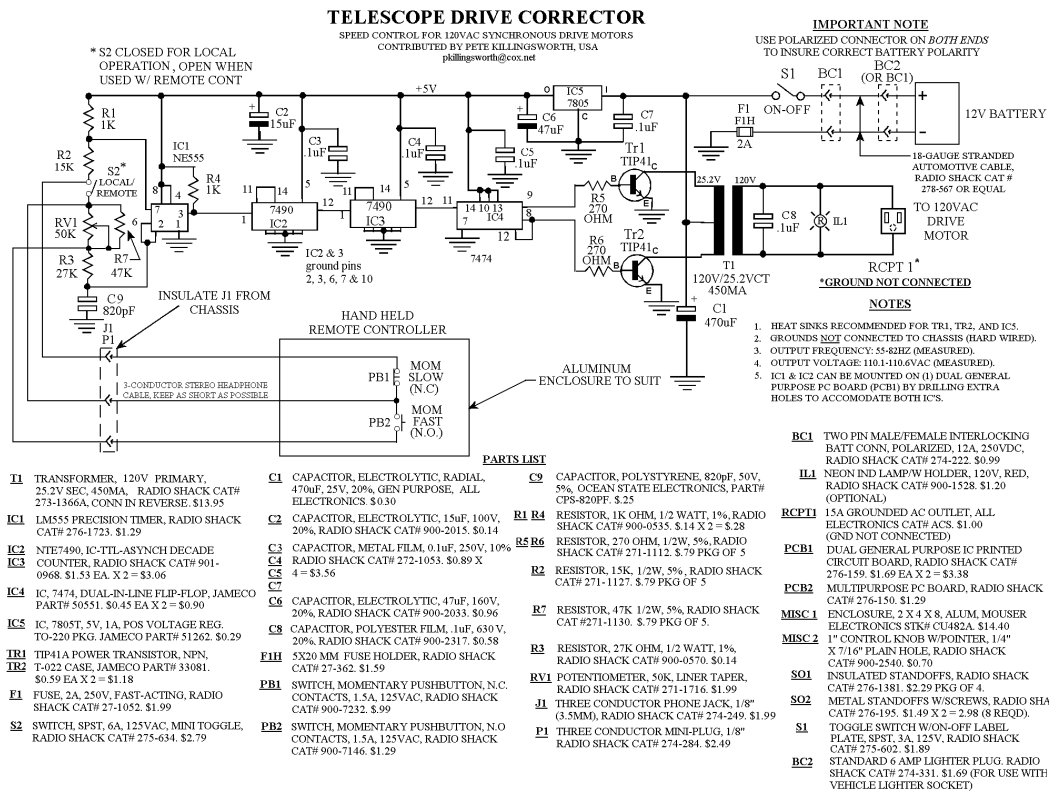 TELESCOPE DRIVE CORRECTOR
SPEED CONTROL FOR 120VAC SYNCHRONOUS DRIVE MOTORS
CONTRIBUTED BY PETE KILLINGSWORTH, USA
pkillingsworth@cox.net
IMPORTANT NOTE
USE POLARIZED CONNECTOR ON BOTH ENDS
TO INSURE CORRECT BATTERY POLARITY
* S2 CLOSED FOR LOCAL
OPERATION , OPEN WHEN
USED W/ REMOTE CONT
S1
ON-OFF
BC1
BC2
(OR BC1)
+
–
12V BATTERY
F1
F1H
2A
18-GAUGE STRANDED
AUTOMOTIVE CABLE,
RADIO SHACK CAT #
278-567 OR EQUAL
+5V
O
IC5
7805
I
C
R1
1K
R2
15K
S2*
LOCAL/
REMOTE
RV1
50K
R7
47K
R3
27K
C9
820pF
IC1
NE555
8
4
7
3
6
2
1
R4
1K
+
C2
15uF
C3
.1uF
11
14
5
7490
IC2
1
12
IC2 & 3
ground pins
2, 3, 6, 7 & 10
C4
.1uF
11
14
5
7490
IC3
1
12
11
C5
.1uF
14 10 13
IC4
9
8
7
12
7474
+
C6
47uF
C7
.1uF
Tr1
TIP41
B
C
E
R5
270
OHM
R6
270
OHM
Tr2
TIP41
B
C
E
25.2V
120V
T1
120V/25.2VCT
450MA
+
C1
470uF
C8
.1uF
R
IL1
TO 120VAC
DRIVE
MOTOR
RCPT 1*
*GROUND NOT CONNECTED
INSULATE J1 FROM
CHASSIS
J1
P1
3-CONDUCTOR STEREO HEADPHONE
CABLE, KEEP AS SHORT AS POSSIBLE
HAND HELD
REMOTE CONTROLLER
PB1
MOM
SLOW
(N.C)
PB2
MOM
FAST
(N.O.)
ALUMINUM
ENCLOSURE TO SUIT
NOTES
1. HEAT SINKS RECOMMENDED FOR TR1, TR2, AND IC5.
2. GROUNDS NOT CONNECTED TO CHASSIS (HARD WIRED).
3. OUTPUT FREQUENCY: 55-82HZ (MEASURED).
4. OUTPUT VOLTAGE: 110.1-110.6VAC (MEASURED).
5. IC1 & IC2 CAN BE MOUNTED ON (1) DUAL GENERAL
PURPOSE PC BOARD (PCB1) BY DRILLING EXTRA
HOLES TO ACCOMODATE BOTH IC'S.
PARTS LIST
T1 TRANSFORMER, 120V PRIMARY,
25.2V SEC, 450MA, RADIO SHACK CAT#
273-1366A, CONN IN REVERSE. $13.95
IC1 LM555 PRECISION TIMER, RADIO SHACK
CAT# 276-1723. $1.29
IC2 NTE7490, IC-TTL-ASYNCH DECADE
IC3 COUNTER, RADIO SHACK CAT# 901-
0968. $1.53 EA. X 2 = $3.06
IC4 IC, 7474, DUAL-IN-LINE FLIP-FLOP, JAMECO
PART# 50551. $0.45 EA X 2 = $0.90
IC5 IC, 7805T, 5V, 1A, POS VOLTAGE REG.
TO-220 PKG. JAMECO PART# 51262. $0.29
TR1 TIP41A POWER TRANSISTOR, NPN,
TR2 T-022 CASE, JAMECO PART# 33081.
$0.59 EA X 2 = $1.18
F1 FUSE, 2A, 250V, FAST-ACTING, RADIO
SHACK CAT# 27-1052. $1.99
S2 SWITCH, SPST, 6A, 125VAC, MINI TOGGLE,
RADIO SHACK CAT# 275-634. $2.79
C1 CAPACITOR, ELECTROLYTIC, RADIAL,
470uF, 25V, 20%, GEN PURPOSE, ALL
ELECTRONICS. $0.30
C2 CAPACITOR, ELECTROLYTIC, 15uF, 100V,
20%, RADIO SHACK CAT# 900-2015. $0.14
C3 CAPACITOR, METAL FILM, 0.1uF, 250V, 10%
C4 RADIO SHACK CAT# 272-1053. $0.89 X
C5 4 = $3.56
C7
C6 CAPACITOR, ELECTROLYTIC, 47uF, 160V,
20%, RADIO SHACK CAT# 900-2033. $0.96
C8 CAPACITOR, POLYESTER FILM, .1uF, 630 V,
20%. RADIO SHACK CAT# 900-2317. $0.58
F1H 5X20 MM FUSE HOLDER, RADIO SHACK
CAT# 27-362. $1.59
PB1 SWITCH, MOMENTARY PUSHBUTTON, N.C.
CONTACTS, 1.5A, 125VAC, RADIO SHACK
CAT# 900-7232. $.99
PB2 SWITCH, MOMENTARY PUSHBUTTON, N.O
CONTACTS, 1.5A, 125VAC, RADIO SHACK
CAT# 900-7146. $1.29
C9 CAPACITOR, POLYSTYRENE, 820pF, 50V,
5%, OCEAN STATE ELECTRONICS, PART#
CPS-820PF. $.25
R1 R4 RESISTOR, 1K OHM, 1/2 WATT, 1%, RADIO
SHACK CAT# 900-0535. $.14 X 2 = $.28
R5 R6 RESISTOR, 270 OHM, 1/2W, 5%, RADIO
SHACK CAT# 271-1112. $.79 PKG OF 5
R2 RESISTOR, 15K, 1/2W, 5% , RADIO SHACK
CAT# 271-1127. $.79 PKG OF 5
R7 RESISTOR, 47K 1/2W, 5%, RADIO SHACK
CAT #271-1130. $.79 PKG OF 5.
R3 RESISTOR, 27K OHM, 1/2 WATT, 1%,
RADIO SHACK CAT# 900-0570. $0.14
RV1 POTENTIOMETER, 50K, LINER TAPER,
RADIO SHACK CAT# 271-1716. $1.99
J1 THREE CONDUCTOR PHONE JACK, 1/8"
(3.5MM), RADIO SHACK CAT# 274-249. $1.99
P1 THREE CONDUCTOR MINI-PLUG, 1/8"
RADIO SHACK CAT# 274-284. $2.49
BC1 TWO PIN MALE/FEMALE INTERLOCKING
BATT CONN, POLARIZED, 12A, 250VDC,
RADIO SHACK CAT# 274-222. $0.99
IL1 NEON IND LAMP/W HOLDER, 120V, RED,
RADIO SHACK CAT# 900-1528. $1.20
(OPTIONAL)
RCPT1 15A GROUNDED AC OUTLET, ALL
ELECTRONICS CAT# ACS. $1.00
(GND NOT CONNECTED)
PCB1 DUAL GENERAL PURPOSE IC PRINTED
CIRCUIT BOARD, RADIO SHACK CAT#
276-159. $1.69 EA X 2 = $3.38
PCB2 MULTIPURPOSE PC BOARD, RADIO SHACK
CAT# 276-150. $1.29
MISC 1 ENCLOSURE, 2 X 4 X 8, ALUM, MOUSER
ELECTRONICS STK# CU482A. $14.40
MISC 2 1" CONTROL KNOB W/POINTER, 1/4"
X 7/16" PLAIN HOLE, RADIO SHACK
CAT# 900-2540. $0.70
SO1 INSULATED STANDOFFS, RADIO SHACK
CAT# 276-1381. $2.29 PKG OF 4.
SO2 METAL STANDOFFS W/SCREWS, RADIO SHA
CAT# 276-195. $1.49 X 2 = 2.98 (8 REQD).
S1 TOGGLE SWITCH W/ON-OFF LABEL
PLATE, SPST, 3A, 125V, RADIO SHACK
CAT# 275-602. $1.89
BC2 STANDARD 6 AMP LIGHTER PLUG. RADIO
SHACK CAT# 274-331. $1.69 (FOR USE WITH
VEHICLE LIGHTER SOCKET)